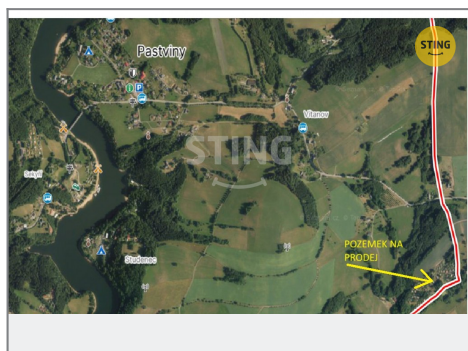 STING
Pastviny
Vitanov
STING
Studenec
POZEMEK NA
PRODEJ